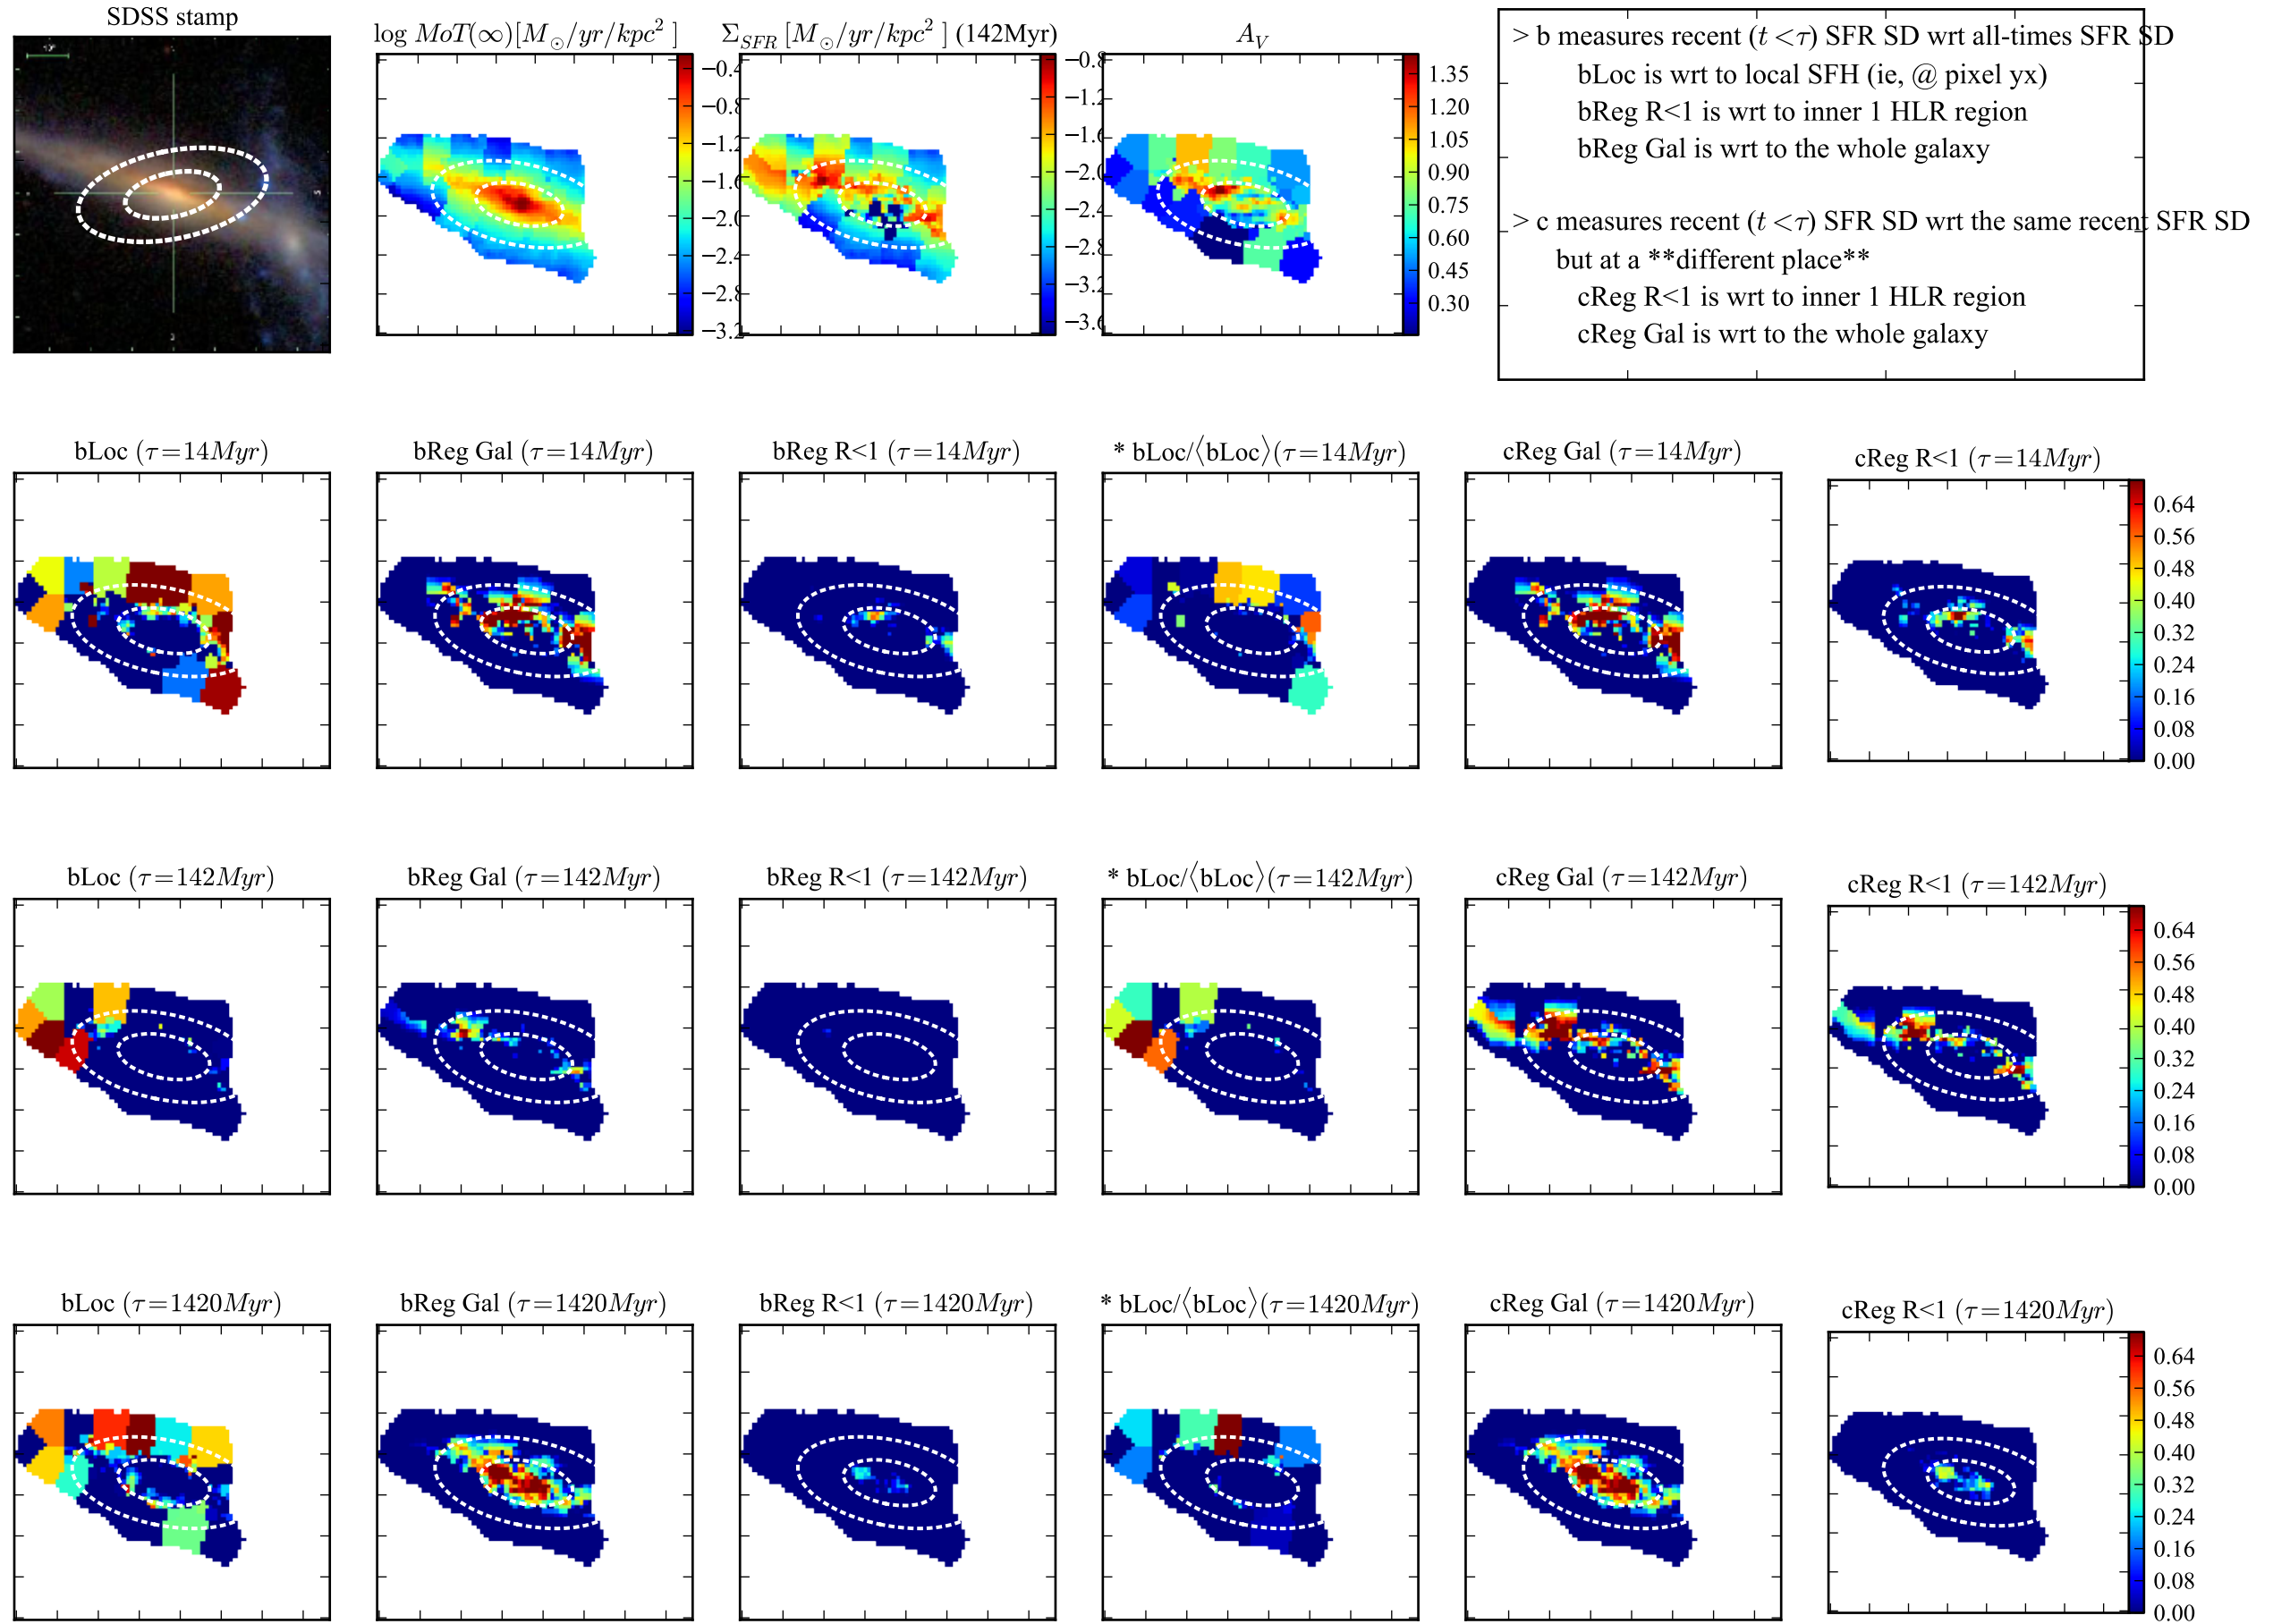 SDSS stamp
log MoT(∞)[M⊙/yr/kpc² ]
Σ_SFR [M⊙/yr/kpc² ] (142Myr)
A_V
−0.4
−0.8
−1.2
−1.6
−2.0
−2.4
−2.8
−3.2
−0.8
−1.2
−1.6
−2.0
−2.4
−2.8
−3.2
−3.6
1.35
1.20
1.05
0.90
0.75
0.60
0.45
0.30
> b measures recent (t <τ) SFR SD wrt all-times SFR SD
bLoc is wrt to local SFH (ie, @ pixel yx)
bReg R<1 is wrt to inner 1 HLR region
bReg Gal is wrt to the whole galaxy
> c measures recent (t <τ) SFR SD wrt the same recent SFR SD
but at a **different place**
cReg R<1 is wrt to inner 1 HLR region
cReg Gal is wrt to the whole galaxy
bLoc (τ=14Myr)
bReg Gal (τ=14Myr)
bReg R<1 (τ=14Myr)
* bLoc/⟨bLoc⟩(τ=14Myr)
cReg Gal (τ=14Myr)
cReg R<1 (τ=14Myr)
0.64
0.56
0.48
0.40
0.32
0.24
0.16
0.08
0.00
bLoc (τ=142Myr)
bReg Gal (τ=142Myr)
bReg R<1 (τ=142Myr)
* bLoc/⟨bLoc⟩(τ=142Myr)
cReg Gal (τ=142Myr)
cReg R<1 (τ=142Myr)
0.64
0.56
0.48
0.40
0.32
0.24
0.16
0.08
0.00
bLoc (τ=1420Myr)
bReg Gal (τ=1420Myr)
bReg R<1 (τ=1420Myr)
* bLoc/⟨bLoc⟩(τ=1420Myr)
cReg Gal (τ=1420Myr)
cReg R<1 (τ=1420Myr)
0.64
0.56
0.48
0.40
0.32
0.24
0.16
0.08
0.00